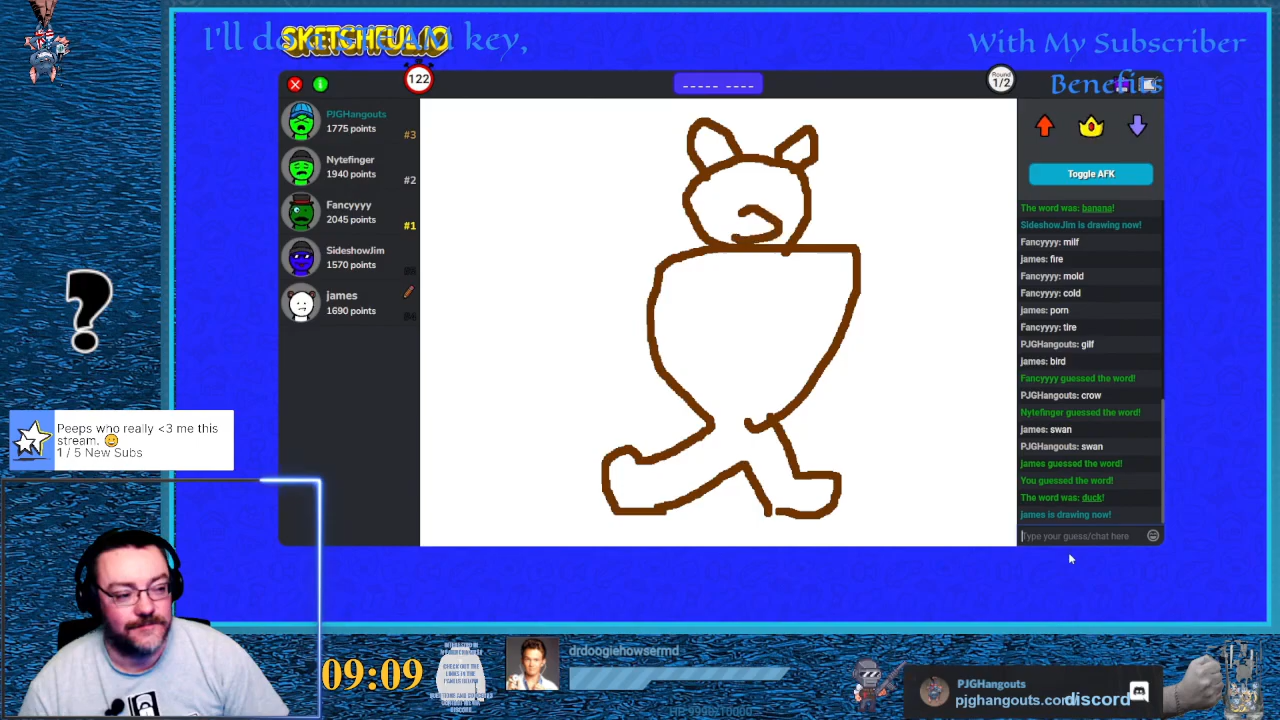 I'll do key,
SKETCHFUL.IO
With My Subscriber
Benefits
122
_____ ____
Round
1/2
PJGHangouts
1775 points
#3
Nytefinger
1940 points
#2
Fancyyyy
2045 points
#1
SideshowJim
1570 points
james
1690 points
Toggle AFK
The word was: banana!
SideshowJim is drawing now!
Fancyyyy: milf
james: fire
Fancyyyy: mold
Fancyyyy: cold
james: porn
Fancyyyy: tire
PJGHangouts: gilf
james: bird
Fancyyyy guessed the word!
PJGHangouts: crow
Nytefinger guessed the word!
james: swan
PJGHangouts: swan
james guessed the word!
You guessed the word!
The word was: duck!
james is drawing now!
Type your guess/chat here
?
Peeps who really <3 me this
stream. 😀
1 / 5 New Subs
09:09
drdoogiehowsermd
PJGHangouts
pjghangouts.com
discord